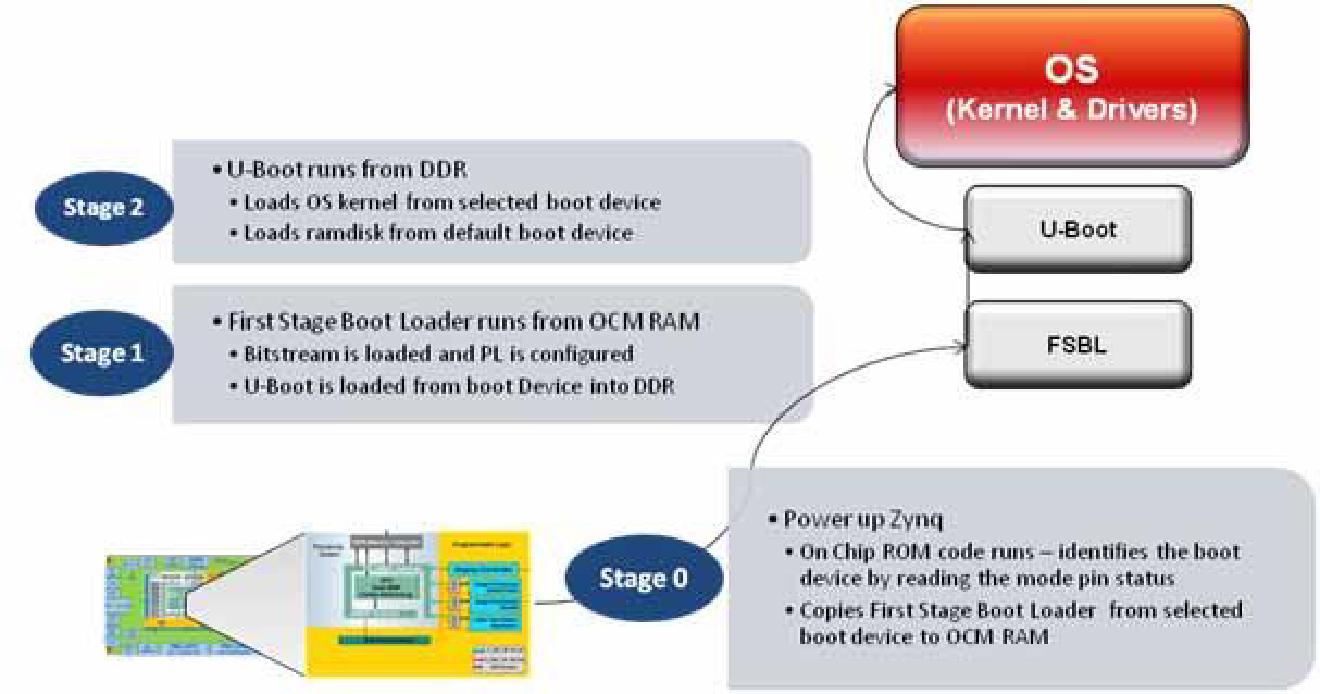 OS
(Kernel & Drivers)
• U-Boot runs from DDR
Stage 2
• Loads OS kernel from selected boot device
• Loads ramdisk from default boot device
U-Boot
• First Stage Boot Loader runs from OCM RAM
Stage 1
• Bitstream is loaded and PL is configured
• U-Boot is loaded from boot Device into DDR
FSBL
Stage 0
• Power up Zynq
• On Chip ROM code runs – identifies the boot
device by reading the mode pin status
• Copies First Stage Boot Loader from selected
boot device to OCM RAM